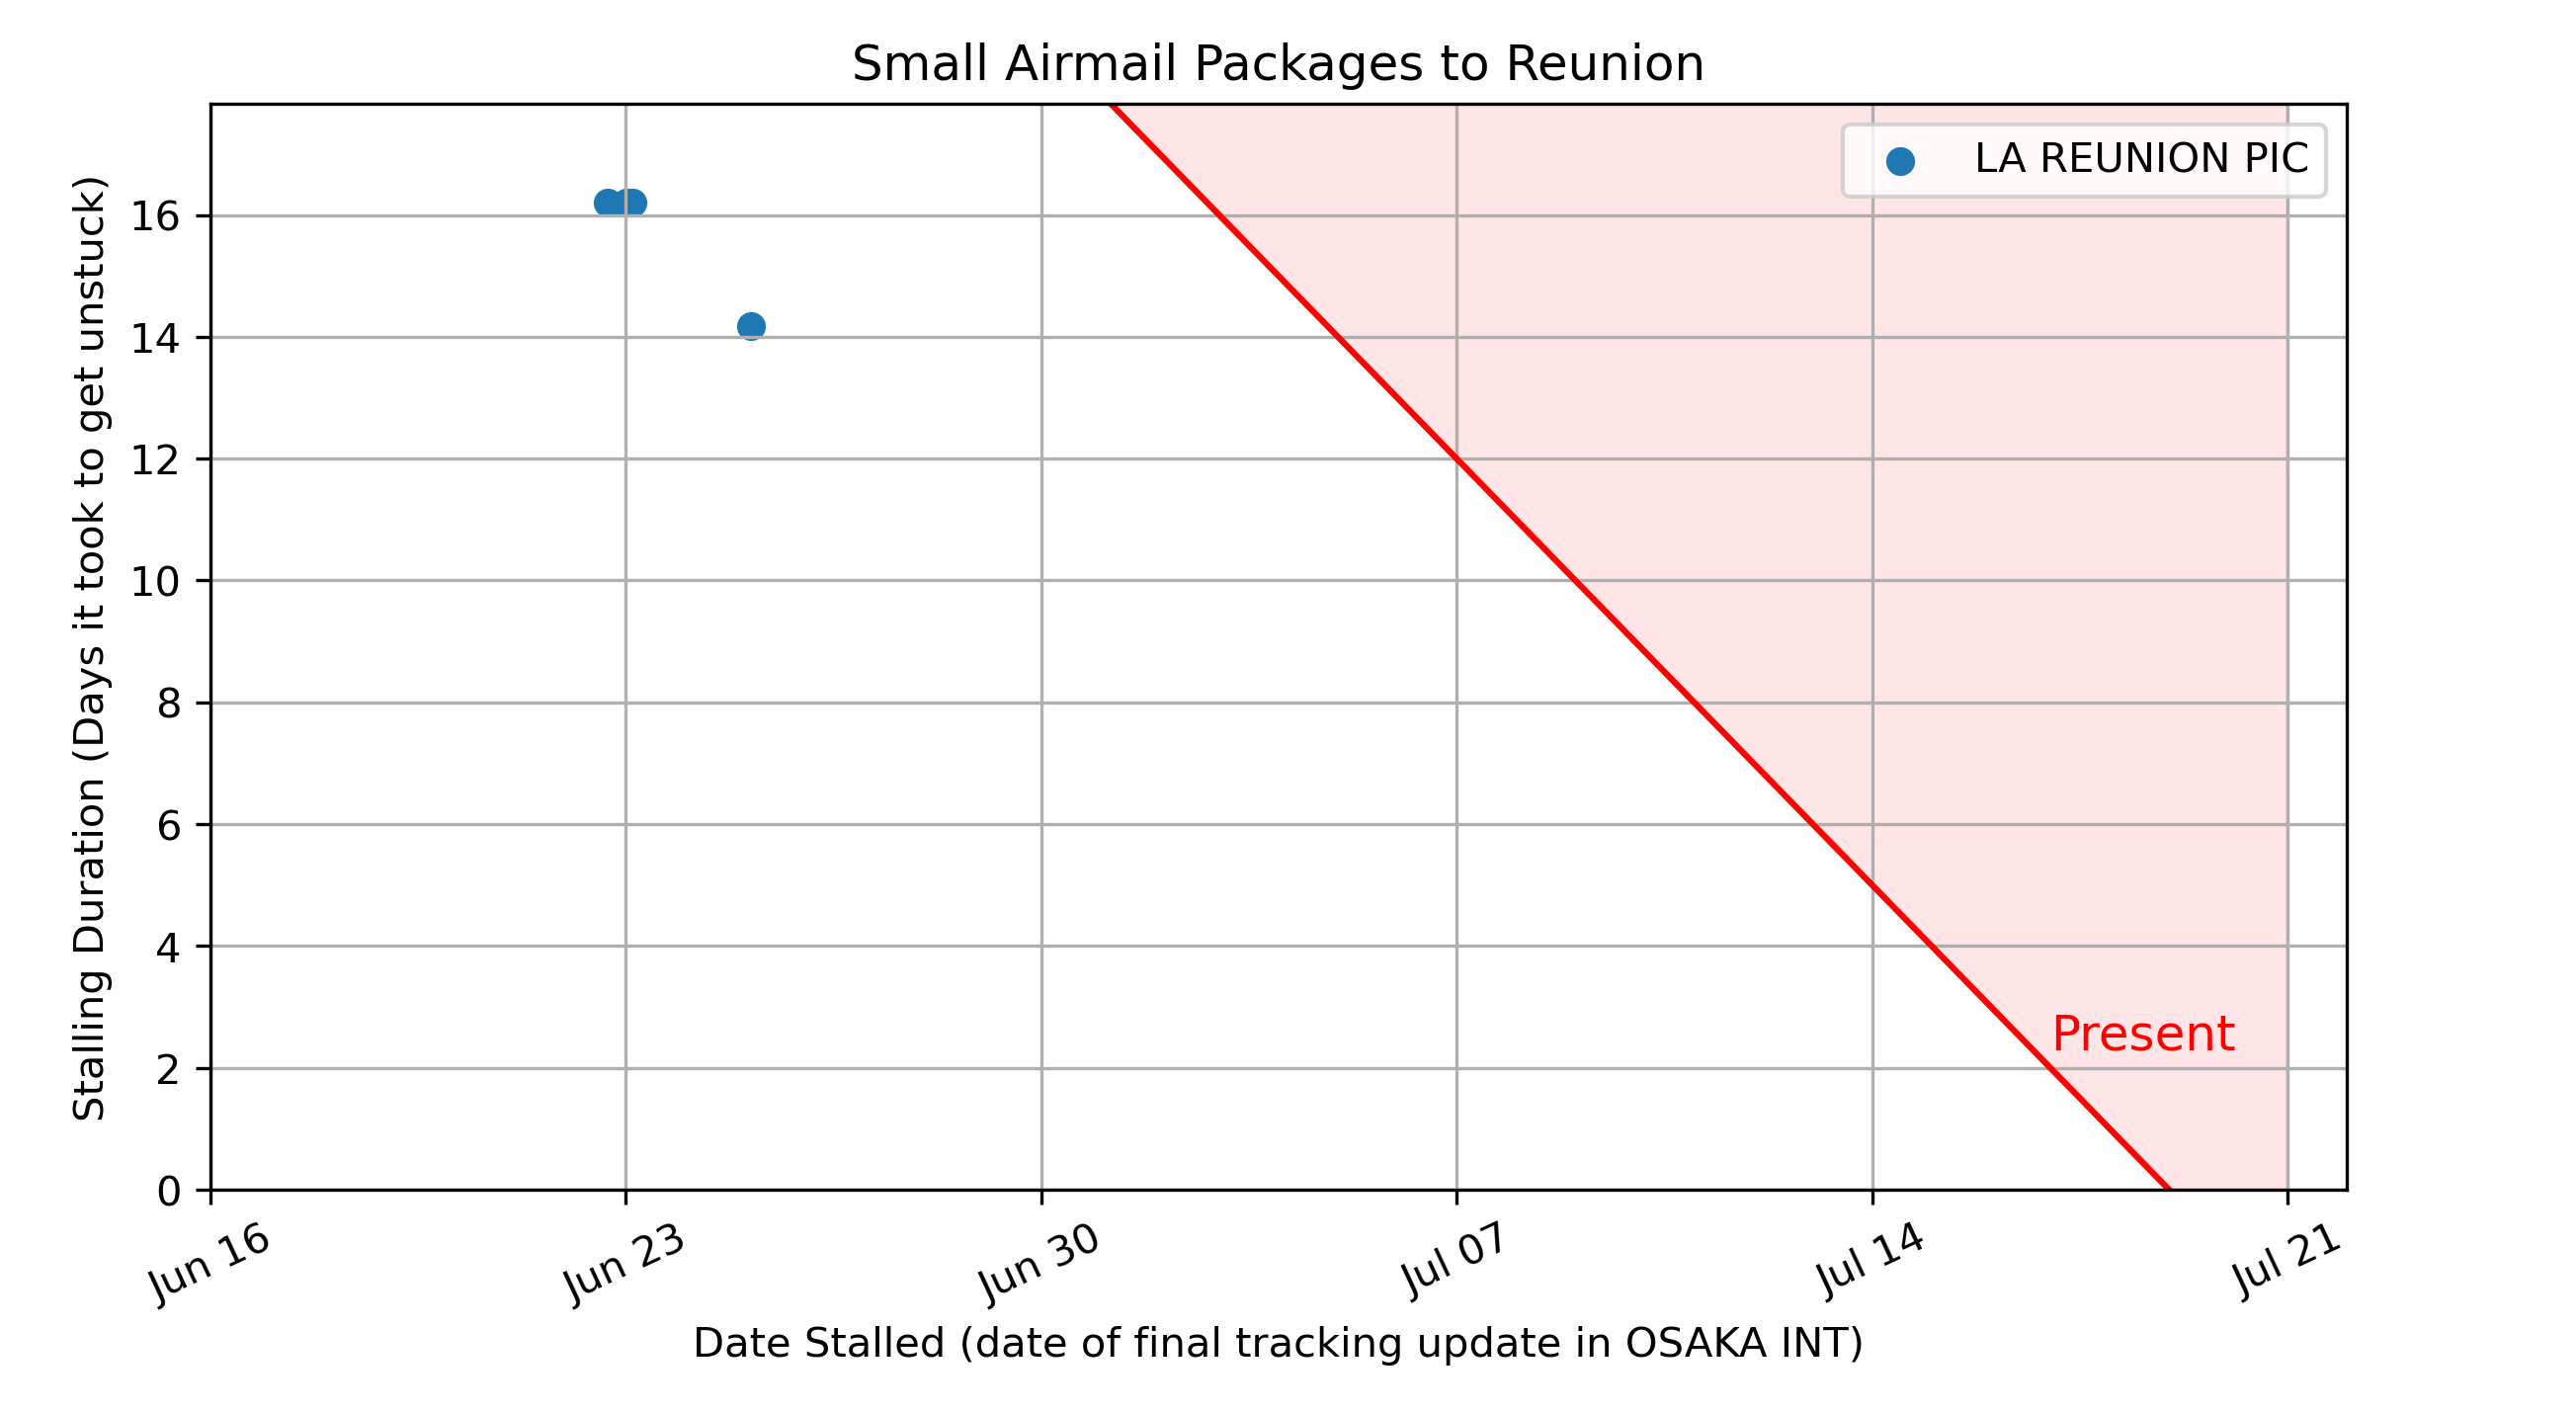 Small Airmail Packages to Reunion
LA REUNION PIC
Stalling Duration (Days it took to get unstuck)
16
14
12
10
8
6
4
2
0
Present
Jun 16
Jun 23
Jun 30
Jul 07
Jul 14
Jul 21
Date Stalled (date of final tracking update in OSAKA INT)